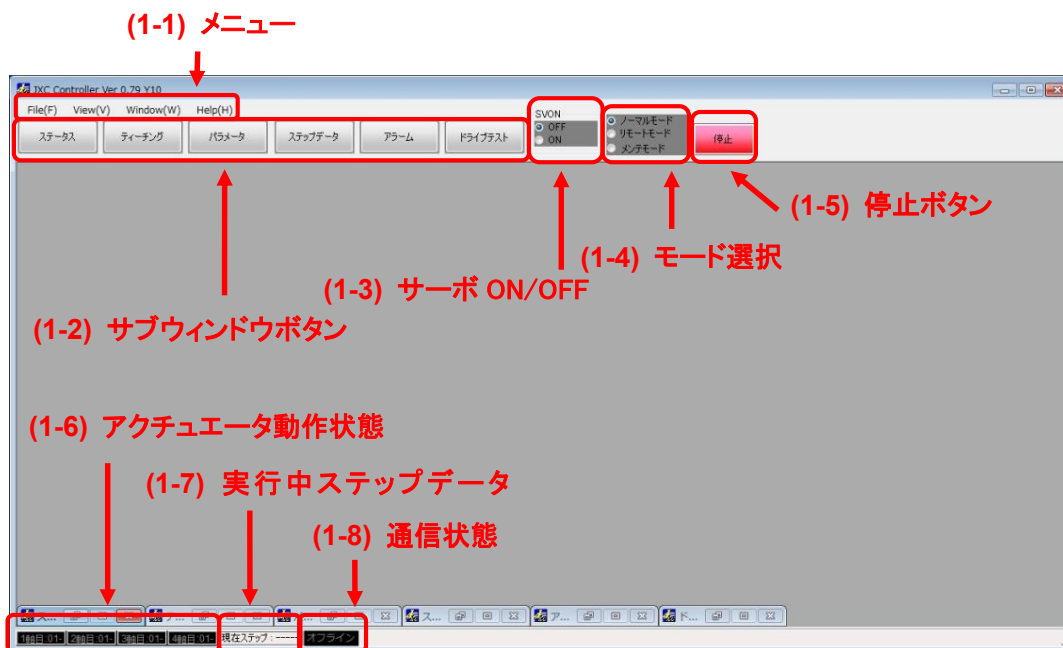 (1-1) メニュー
JXC Controller Ver 0.79 Y10
File(F) View(V) Window(W) Help(H)
ステータス ティーチング パラメータ ステップデータ アラーム ドライブテスト
SVON
OFF
ON
ノーマルモード
リモートモード
メンテモード
停止
(1-5) 停止ボタン
(1-4) モード選択
(1-3) サーボ ON/OFF
(1-2) サブウィンドウボタン
(1-6) アクチュエータ動作状態
(1-7) 実行中ステップデータ
(1-8) 通信状態
ス... ス... ア... ド...
1軸目:01- 2軸目:01- 3軸目:01- 4軸目:01- 現在ステップ : ----- オフライン